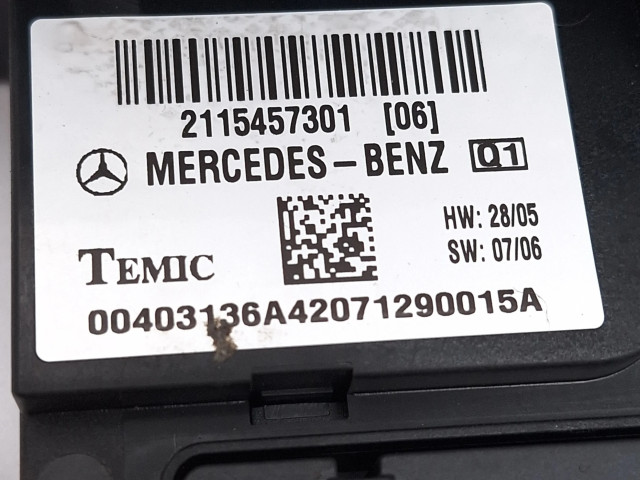 2115457301 [06]
MERCEDES-BENZ Q1
HW: 28/05
SW: 07/06
TEMIC
00403136A42071290015A